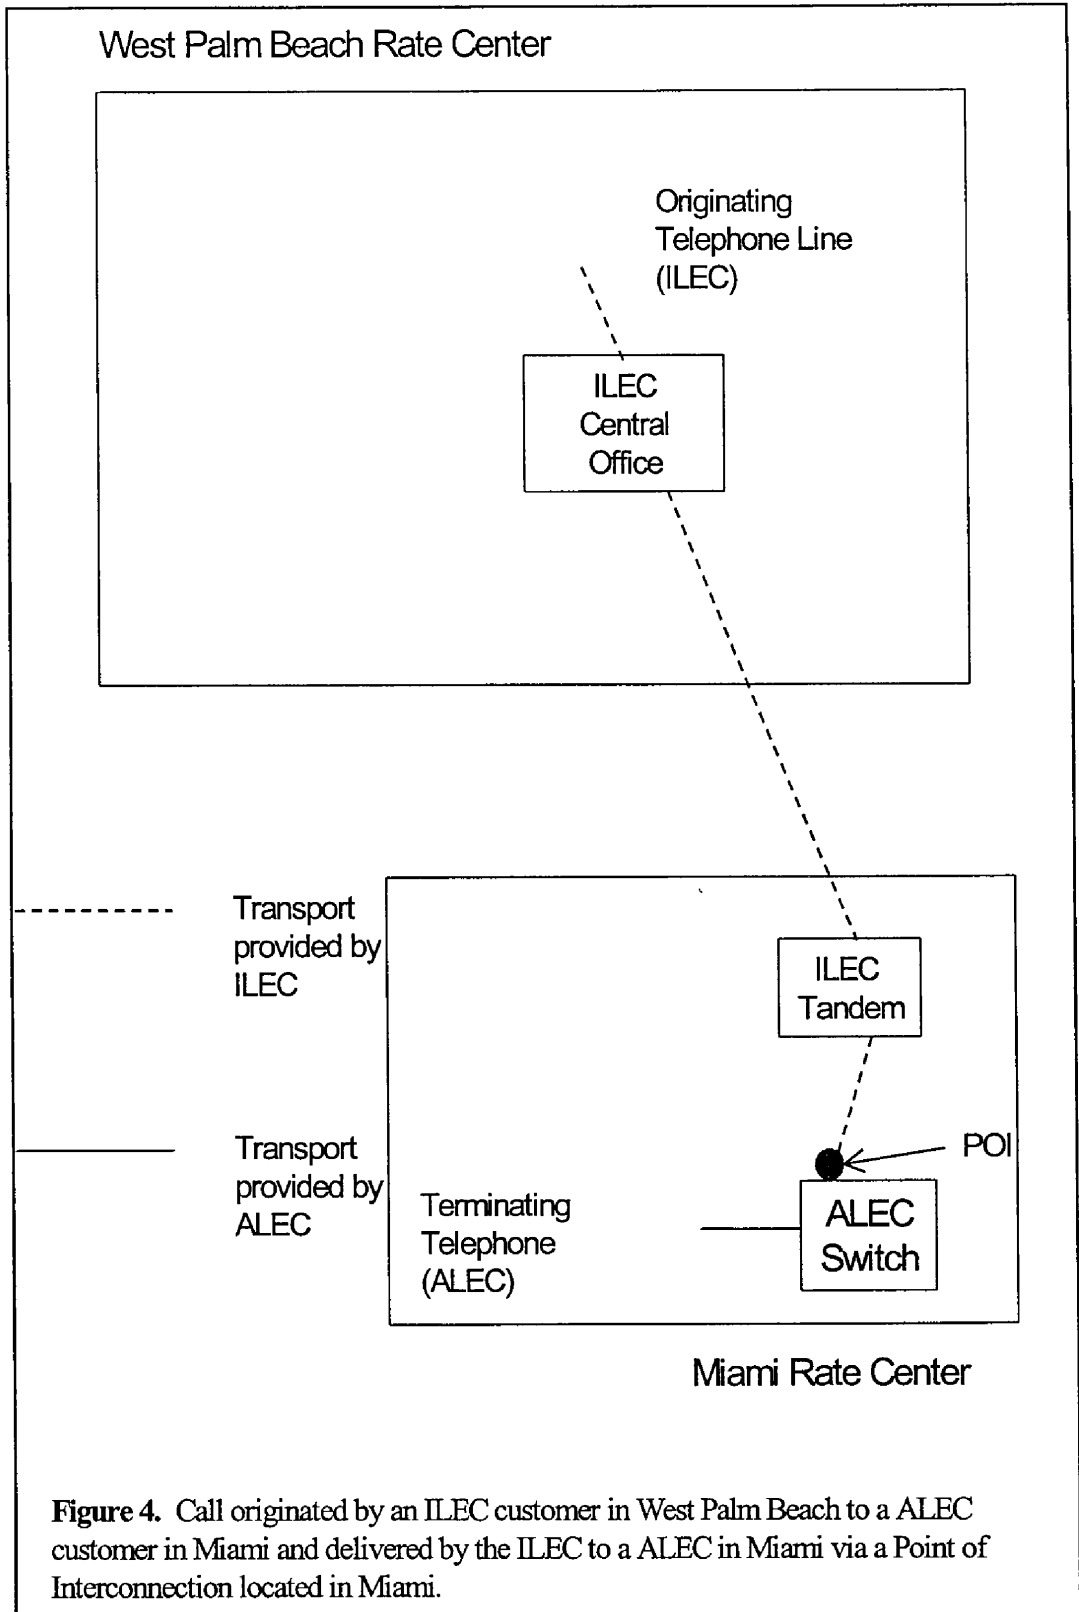 West Palm Beach Rate Center
Originating
Telephone Line
(ILEC)
ILEC
Central
Office
Transport
provided by
ILEC
ILEC
Tandem
POI
Transport
provided by
ALEC
Terminating
Telephone
(ALEC)
ALEC
Switch
Miami Rate Center
Figure 4. Call originated by an ILEC customer in West Palm Beach to a ALEC
customer in Miami and delivered by the ILEC to a ALEC in Miami via a Point of
Interconnection located in Miami.